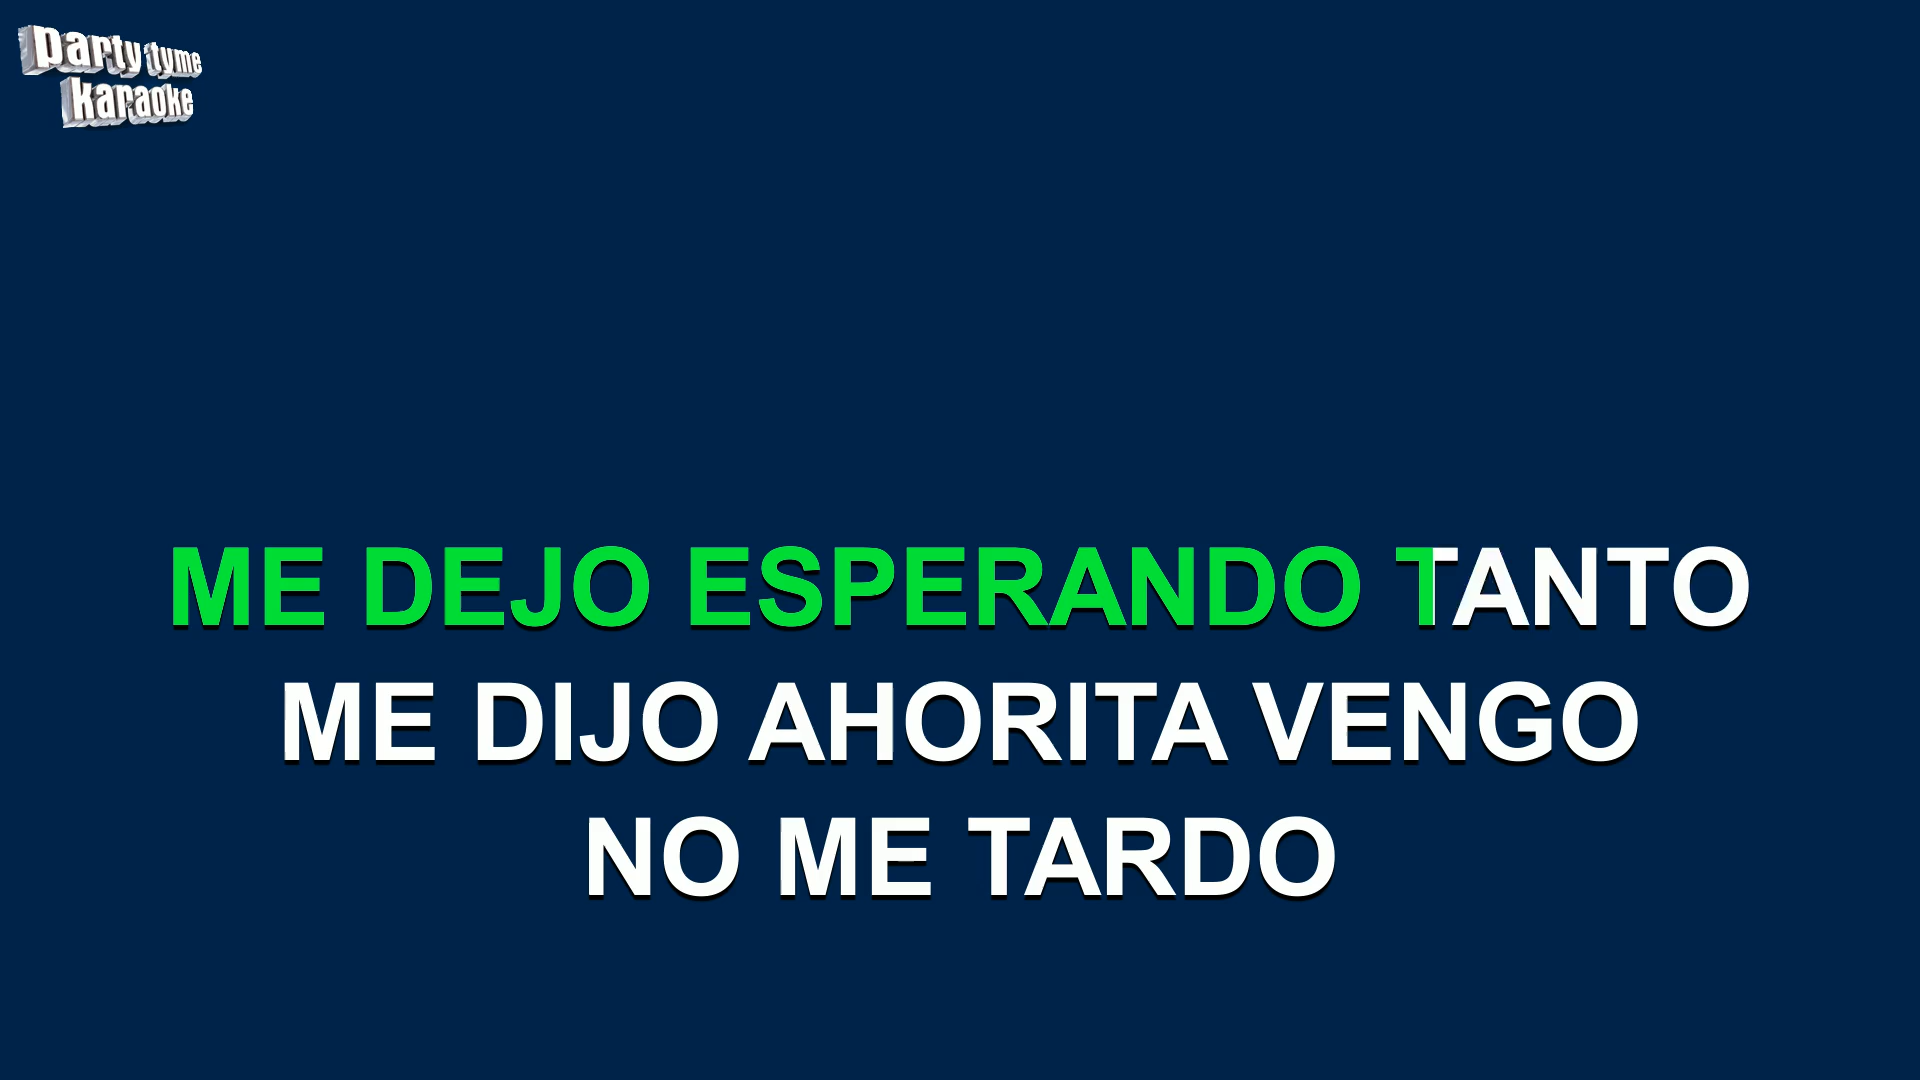 party tyme
karaoke
ME DEJO ESPERANDO TANTO
ME DIJO AHORITA VENGO
NO ME TARDO